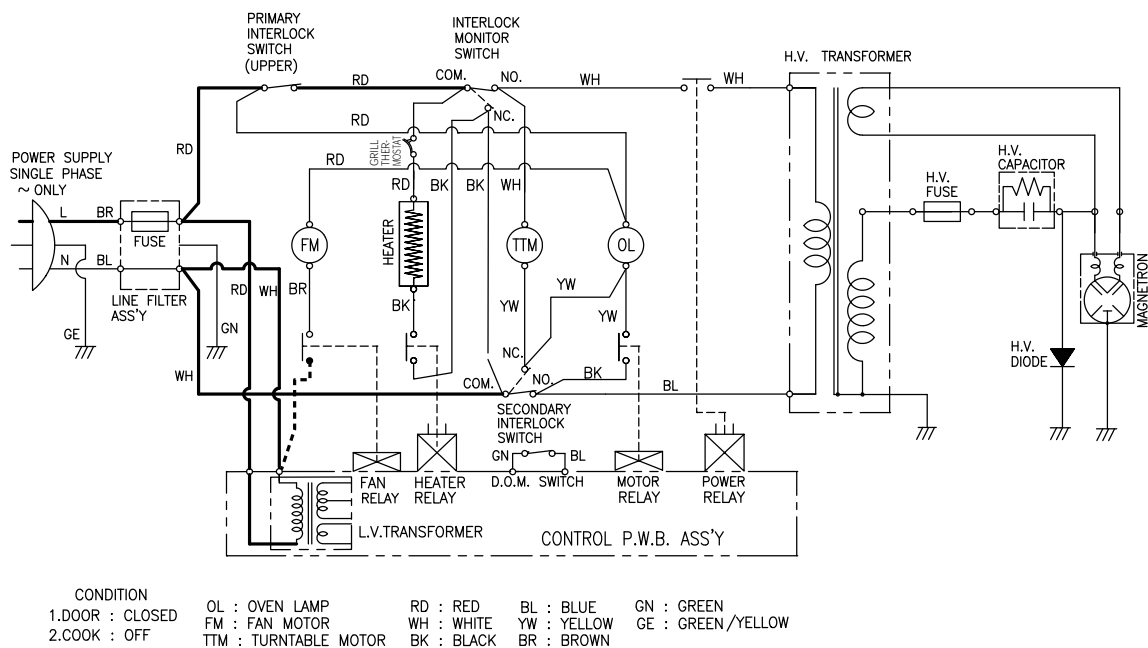 PRIMARY
INTERLOCK
SWITCH
(UPPER)
INTERLOCK
MONITOR
SWITCH
H.V. TRANSFORMER
RD
COM.
NO.
WH
WH
NC.
RD
RD
POWER SUPPLY
SINGLE PHASE
~ ONLY
GRILL
THER-
MOSTAT
RD
RD
BK
BK
WH
H.V.
FUSE
H.V.
CAPACITOR
L
BR
FUSE
FM
HEATER
TTM
OL
N
BL
LINE FILTER
ASS'Y
RD
WH
BR
BK
YW
YW
YW
MAGNETRON
GE
GN
NC.
H.V.
DIODE
WH
COM.
NO.
BK
BL
SECONDARY
INTERLOCK
SWITCH
GN
BL
FAN
RELAY
HEATER
RELAY
D.O.M. SWITCH
MOTOR
RELAY
POWER
RELAY
L.V.TRANSFORMER
CONTROL P.W.B. ASS'Y
CONDITION
1.DOOR : CLOSED
2.COOK : OFF
OL : OVEN LAMP
FM : FAN MOTOR
TTM : TURNTABLE MOTOR
RD : RED
WH : WHITE
BK : BLACK
BL : BLUE
YW : YELLOW
BR : BROWN
GN : GREEN
GE : GREEN/YELLOW